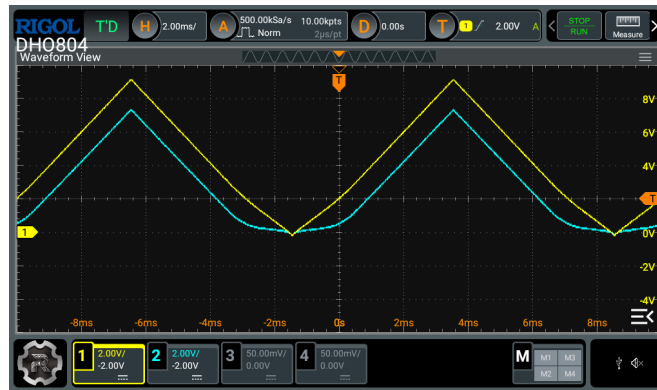 RIGOL T'D H 2.00ms/ A 500.00kSa/s 10.00kpts D 0.00s T 1 2.00V A STOP
Norm 2μs/pt RUN Measure
DHO804
Waveform View
T
8V
6V
4V
T
1 0V
-2V
-4V
-8ms -6ms -4ms -2ms 0s 2ms 4ms 6ms 8ms
1 2.00V/ 2 2.00V/ 3 50.00mV/ 4 50.00mV/ M M1 M3
-2.00V -2.00V 0.00V 0.00V M2 M4